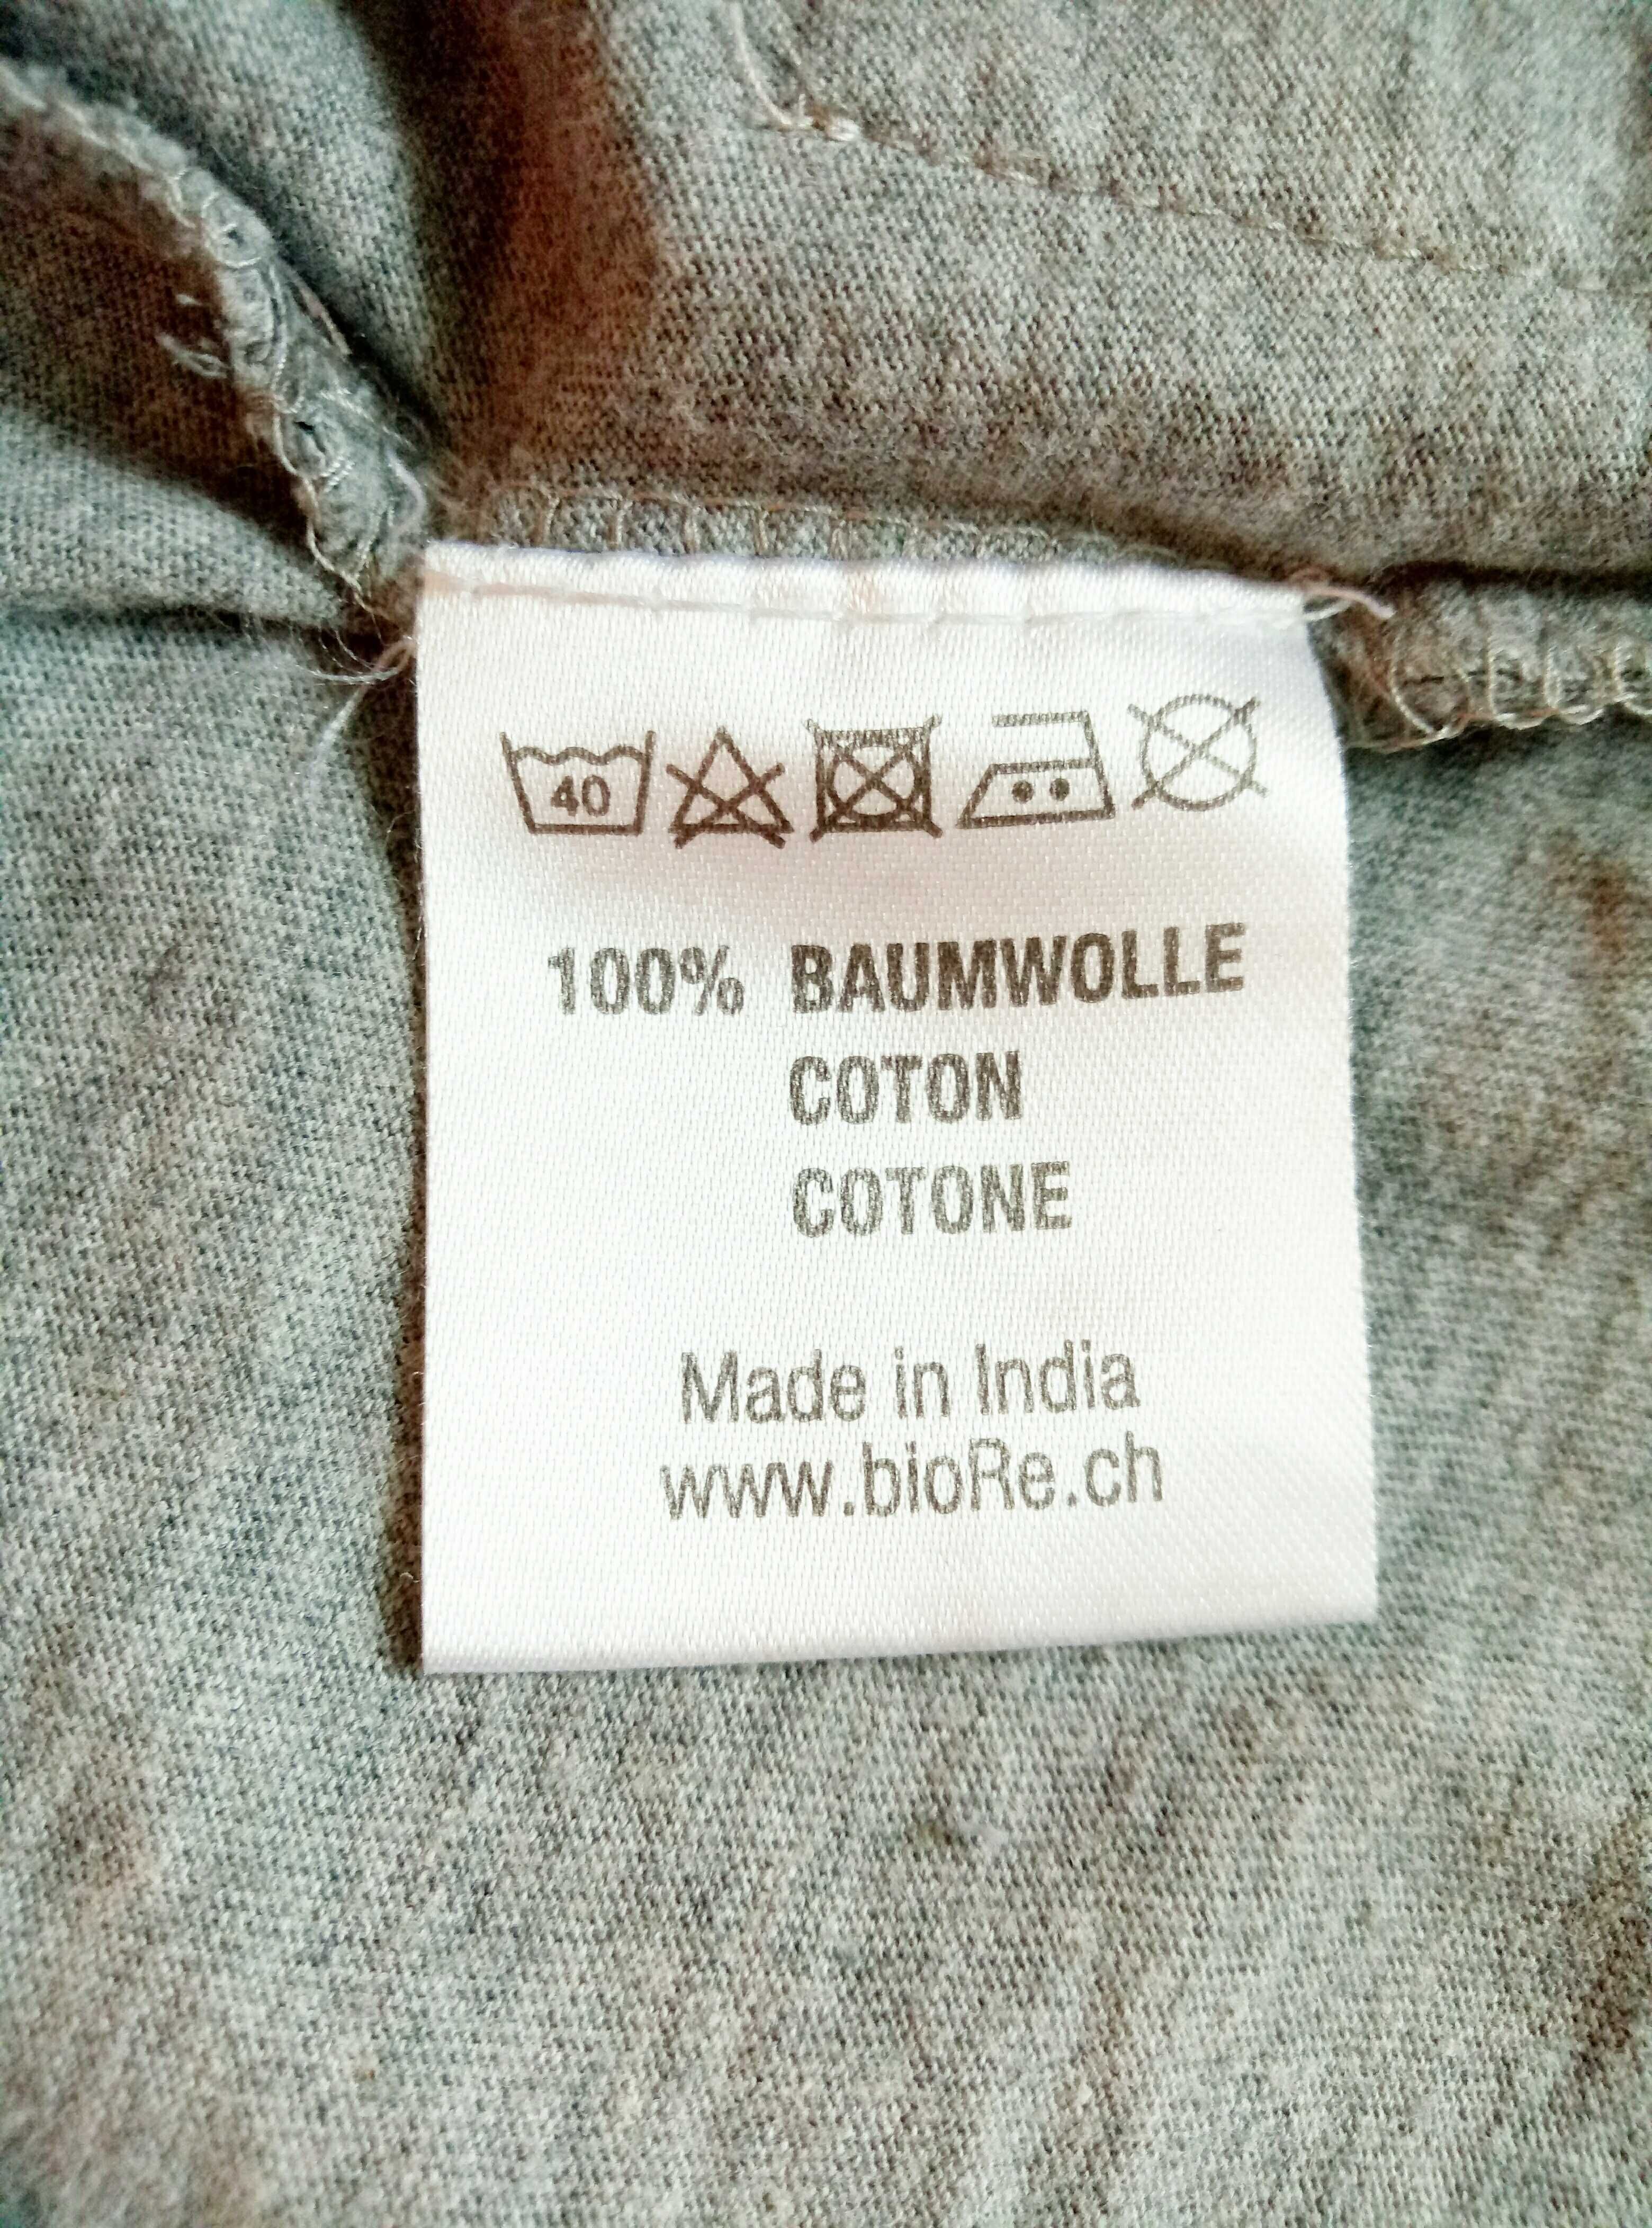 40
100% BAUMWOLLE
COTON
COTONE
Made in India
www.bioRe.ch